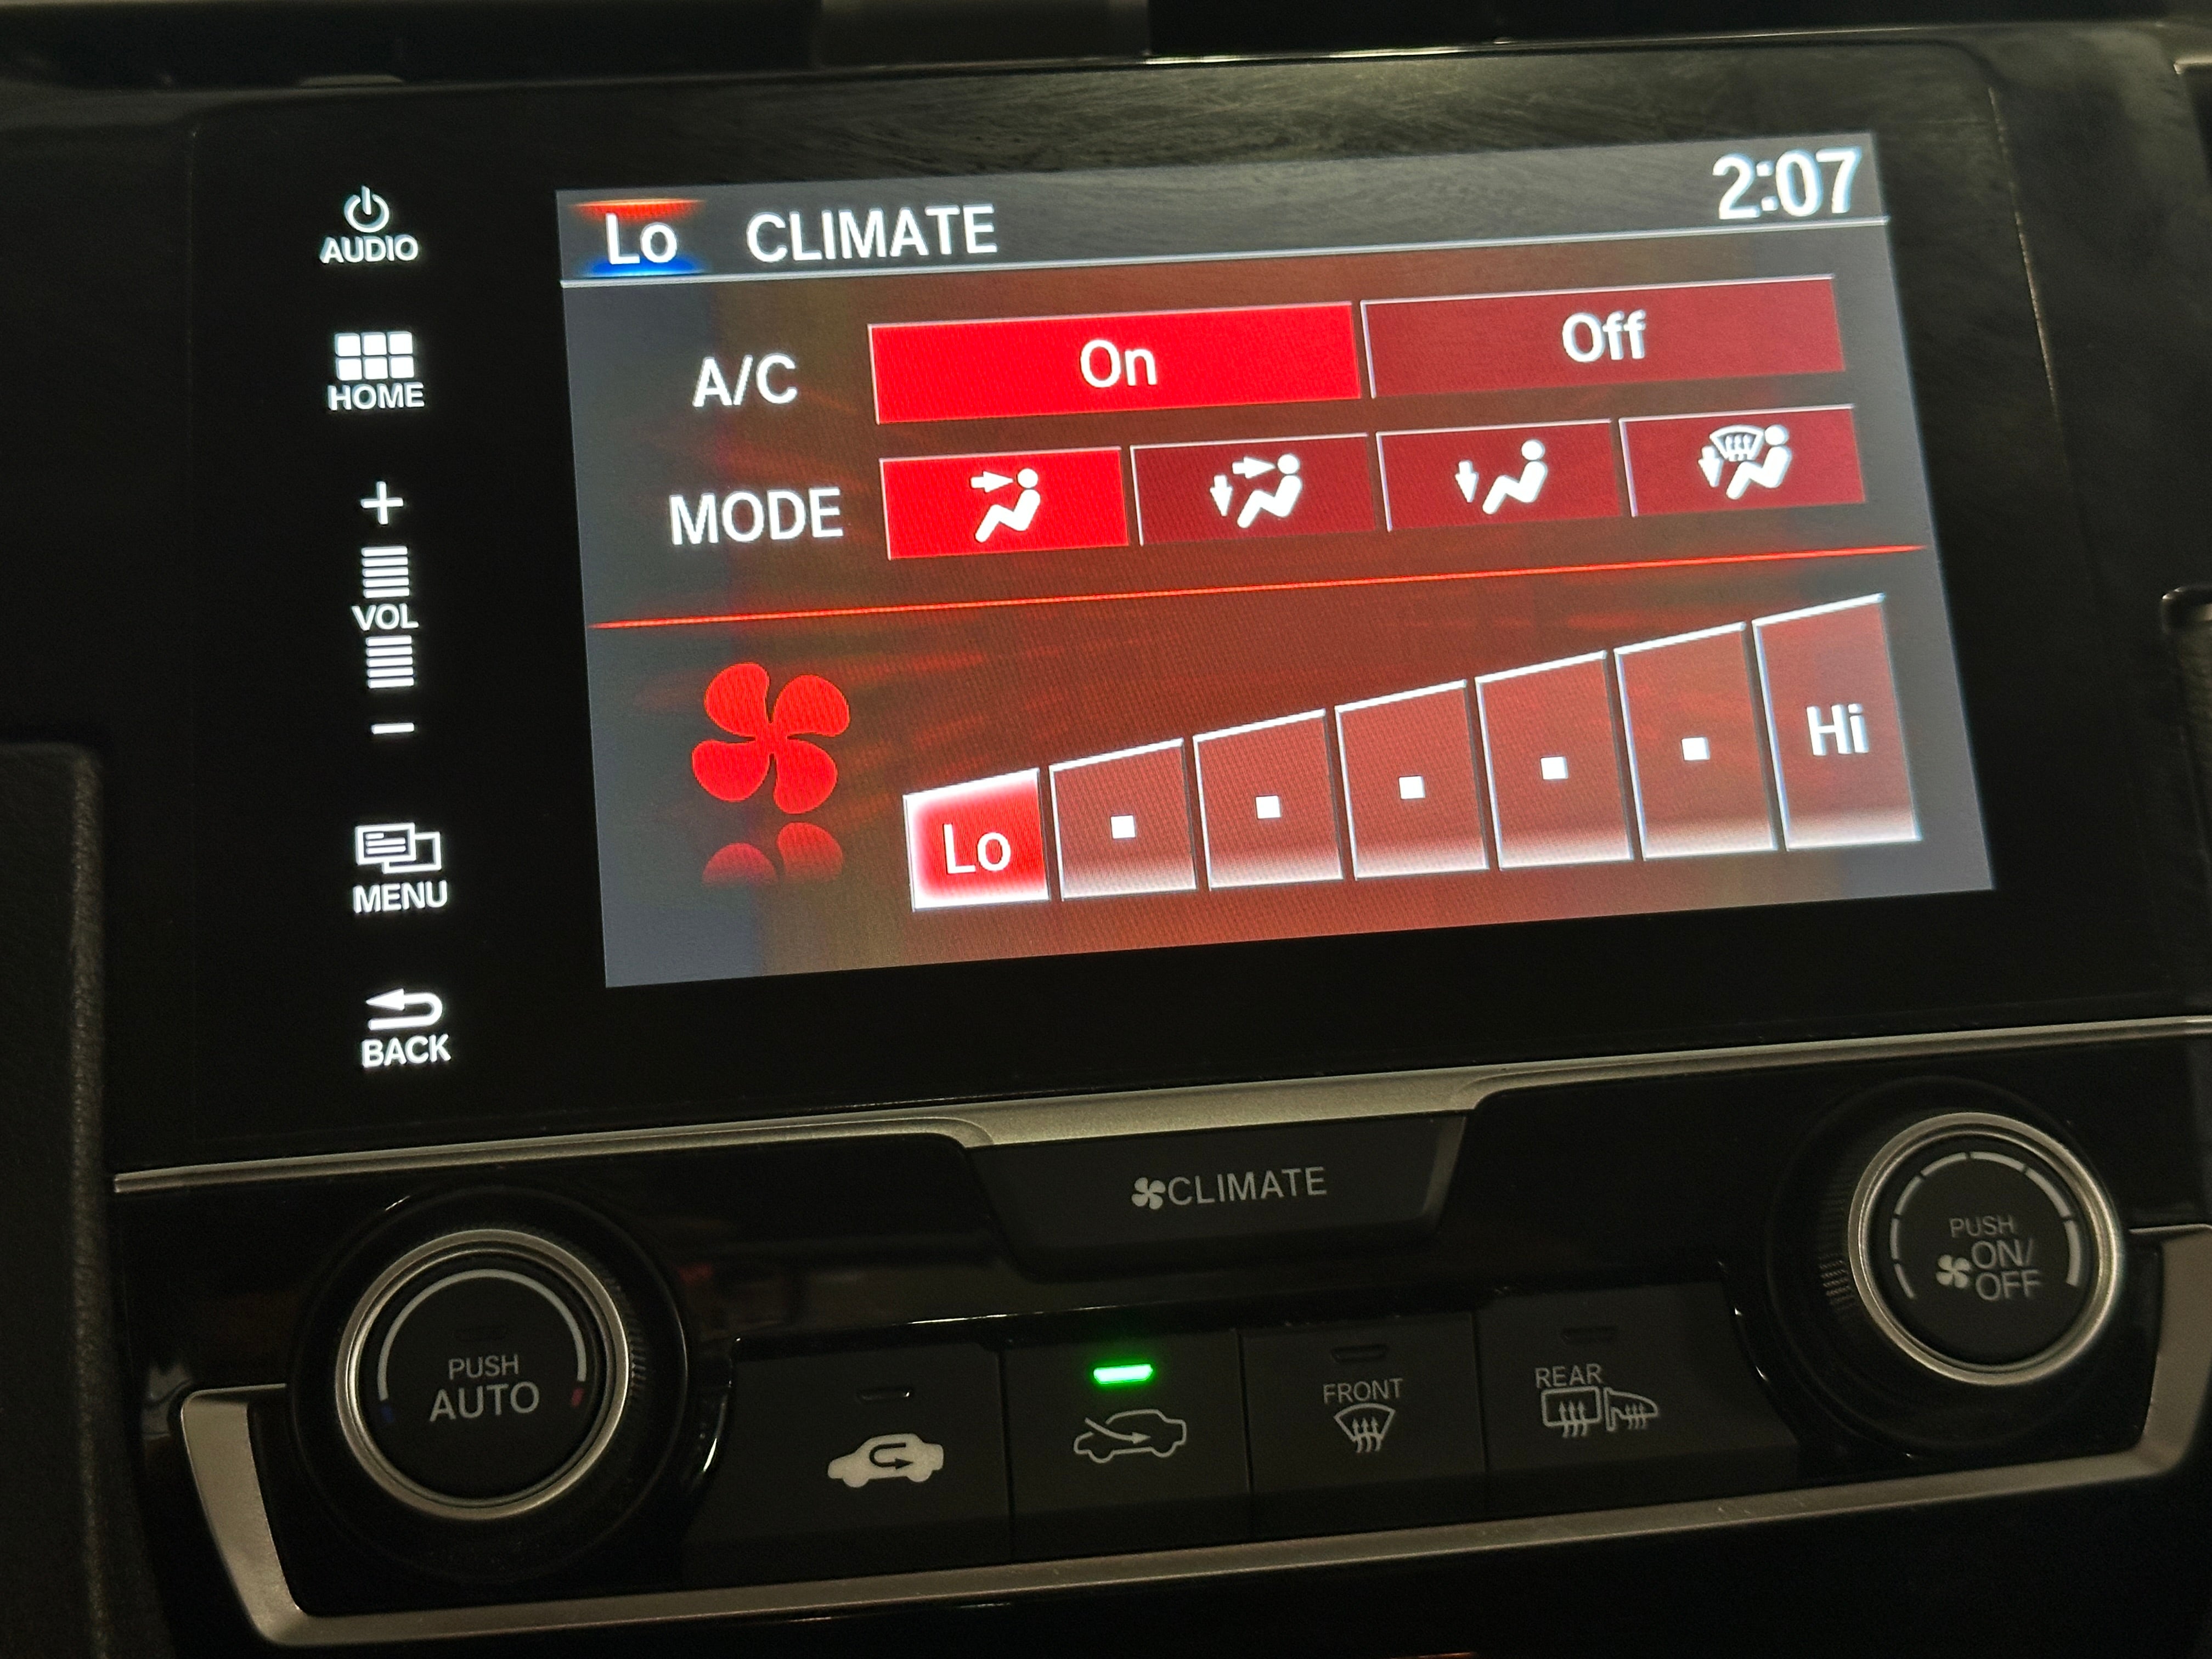 AUDIO
HOME
VOL
MENU
BACK
Lo CLIMATE 2:07
A/C On Off
MODE
Lo Hi
CLIMATE
PUSH
AUTO
FRONT
REAR
PUSH
ON/
OFF